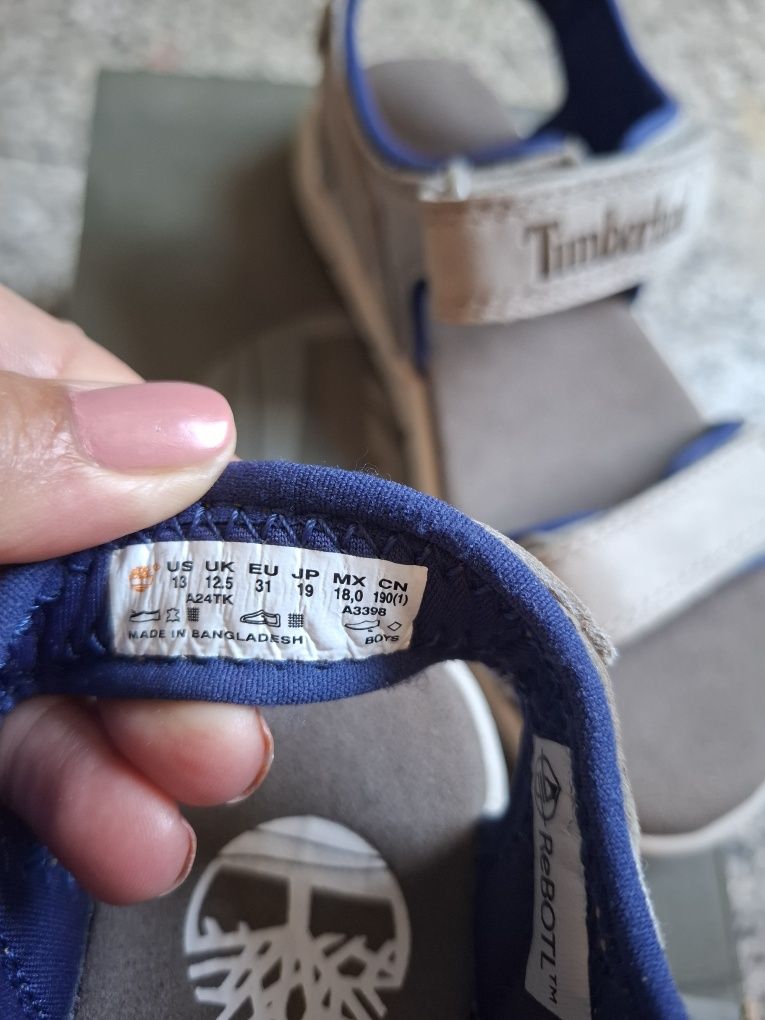 Timberland
US UK EU JP MX CN
13 12.5 31 19 18,0 190(1)
A24TK A3398
MADE IN BANGLADESH BOYS
ReBOTL™